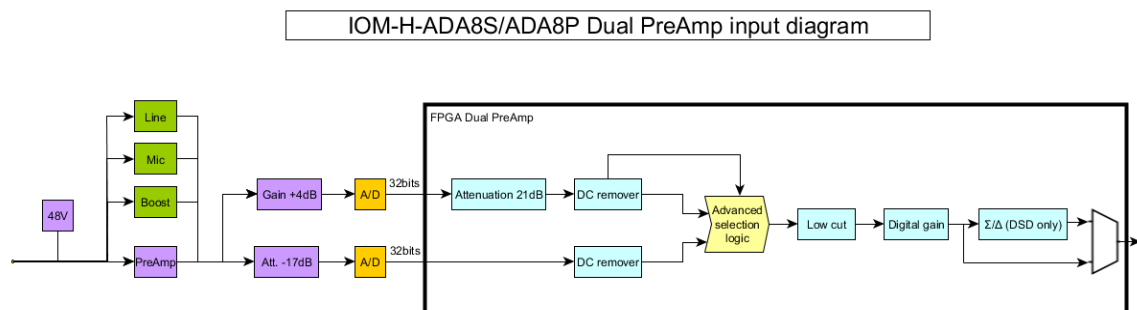 IOM-H-ADA8S/ADA8P Dual PreAmp input diagram
FPGA Dual PreAmp
Line
Mic
Boost
48V
PreAmp
Gain +4dB
A/D
32bits
Attenuation 21dB
DC remover
Att. -17dB
A/D
32bits
DC remover
Advanced
selection
logic
Low cut
Digital gain
Σ/Δ (DSD only)